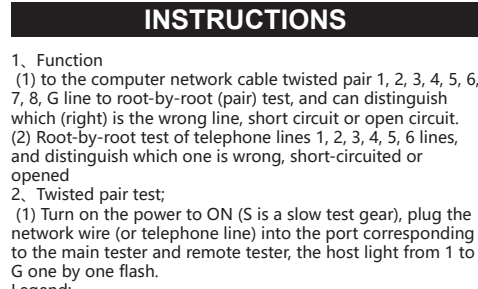 INSTRUCTIONS
1、Function
(1) to the computer network cable twisted pair 1, 2, 3, 4, 5, 6,
7, 8, G line to root-by-root (pair) test, and can distinguish
which (right) is the wrong line, short circuit or open circuit.
(2) Root-by-root test of telephone lines 1, 2, 3, 4, 5, 6 lines,
and distinguish which one is wrong, short-circuited or
opened
2、Twisted pair test;
(1) Turn on the power to ON (S is a slow test gear), plug the
network wire (or telephone line) into the port corresponding
to the main tester and remote tester, the host light from 1 to
G one by one flash.
Legend: